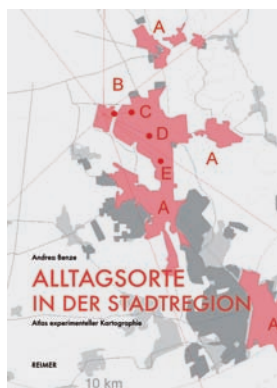 A
B
C
D
A
E
A
Andrea Benze
ALLTAGSORTE
IN DER STADTREGION
Atlas experimenteller Kartographie
A
REIMER
10 km